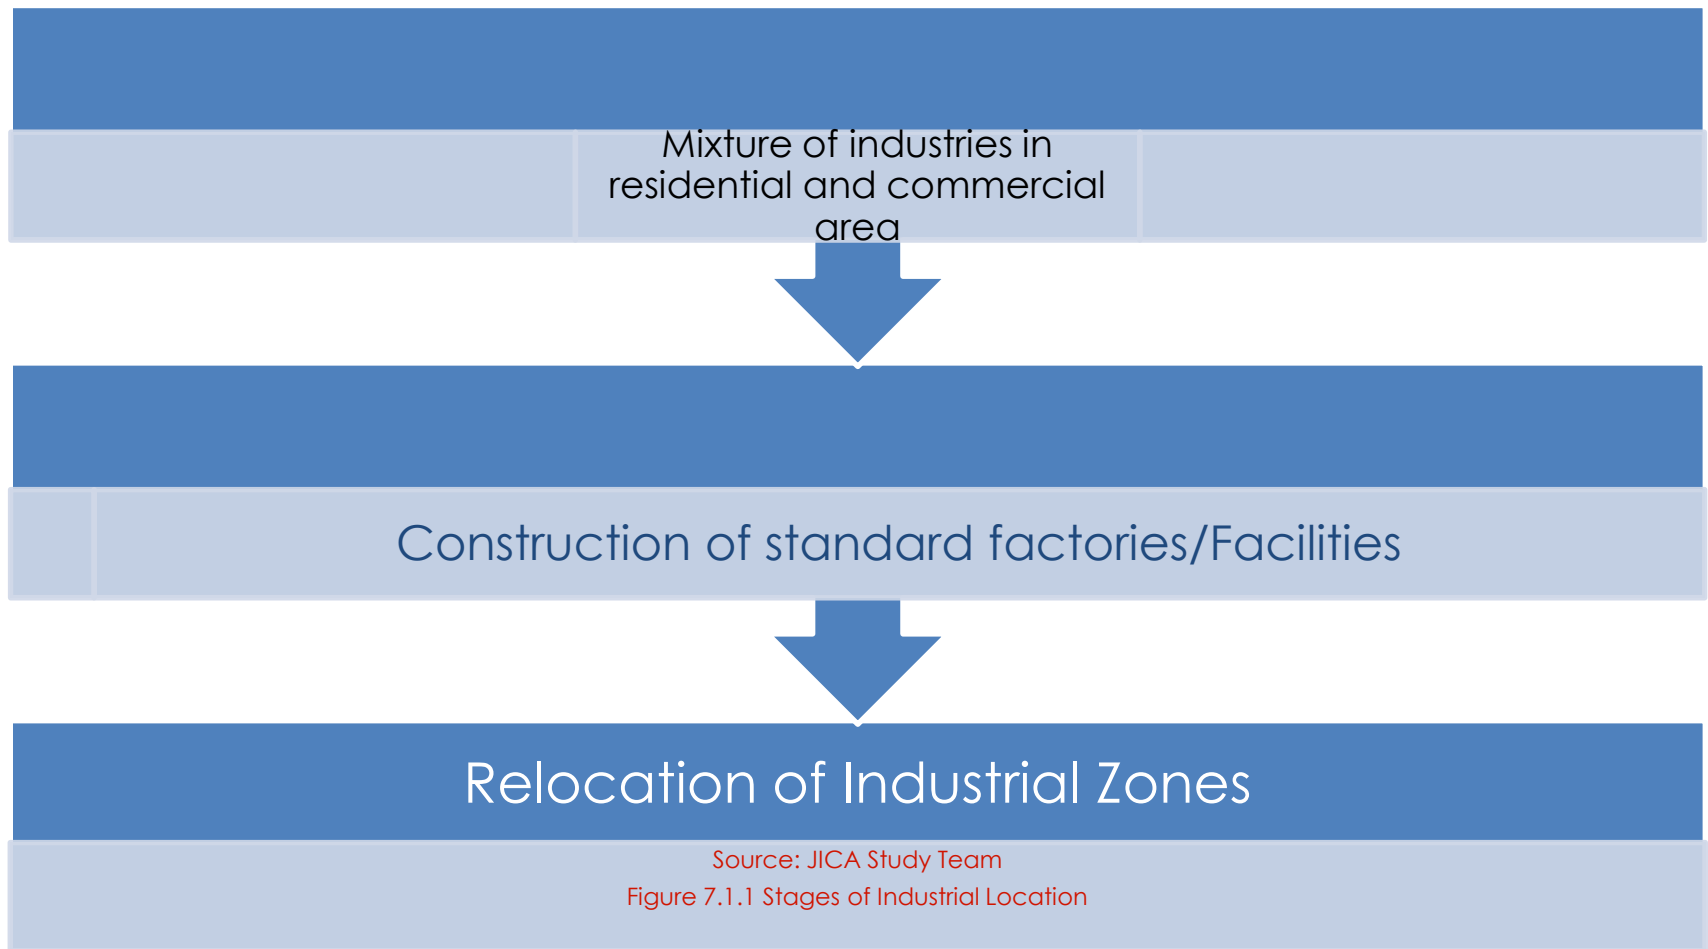 Mixture of industries in
residential and commercial
area
Construction of standard factories/Facilities
Relocation of Industrial Zones
Source: JICA Study Team
Figure 7.1.1 Stages of Industrial Location